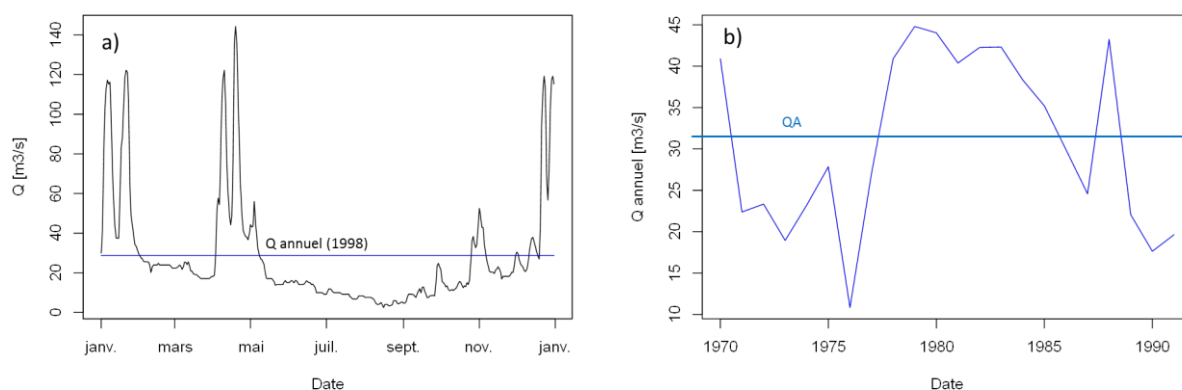 a)
Q [m3/s]
140
120
100
80
60
40
20
0
Q annuel (1998)
janv. mars mai juil. sept. nov. janv.
Date
b)
Q annuel [m3/s]
45
40
35
30
25
20
15
10
QA
1970 1975 1980 1985 1990
Date